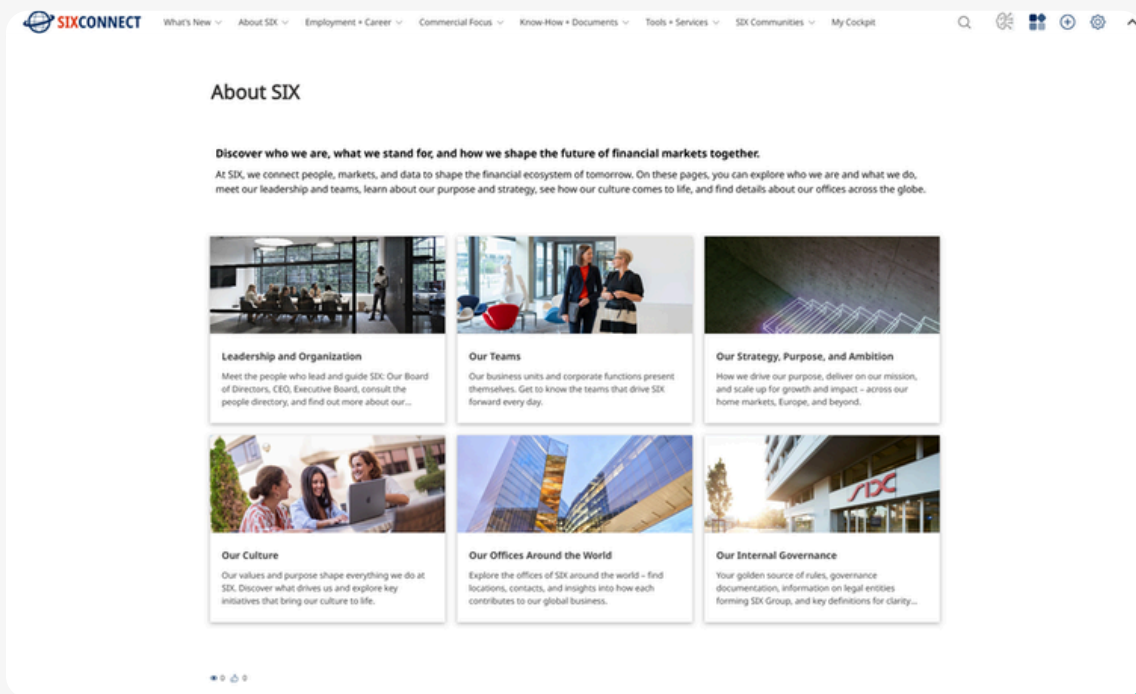 SIXCONNECT What's New About SIX Employment + Career Commercial Focus Know-How + Documents Tools + Services SIX Communities My Cockpit
About SIX
Discover who we are, what we stand for, and how we shape the future of financial markets together.
At SIX, we connect people, markets, and data to shape the financial ecosystem of tomorrow. On these pages, you can explore who we are and what we do,
meet our leadership and teams, learn about our purpose and strategy, see how our culture comes to life, and find details about our offices across the globe.
Leadership and Organization
Meet the people who lead and guide SIX: Our Board
of Directors, CEO, Executive Board, consult the
people directory, and find out more about our...
Our Teams
Our business units and corporate functions present
themselves. Get to know the teams that drive SIX
forward every day.
Our Strategy, Purpose, and Ambition
How we drive our purpose, deliver on our mission,
and scale up for growth and impact – across our
home markets, Europe, and beyond.
Our Culture
Our values and purpose shape everything we do at
SIX. Discover what drives us and explore key
initiatives that bring our culture to life.
Our Offices Around the World
Explore the offices of SIX around the world – find
locations, contacts, and insights into how each
contributes to our global business.
SIX
Our Internal Governance
Your golden source of rules, governance
documentation, information on legal entities
forming SIX Group, and key definitions for clarity...
0 0